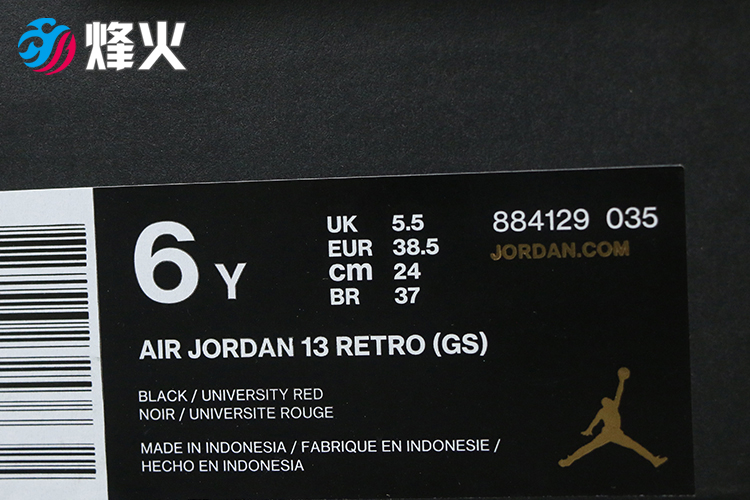 烽火
6 Y
UK 5.5
EUR 38.5
cm 24
BR 37
884129 035
JORDAN.COM
AIR JORDAN 13 RETRO (GS)
BLACK / UNIVERSITY RED
NOIR / UNIVERSITE ROUGE
MADE IN INDONESIA / FABRIQUE EN INDONESIE /
HECHO EN INDONESIA